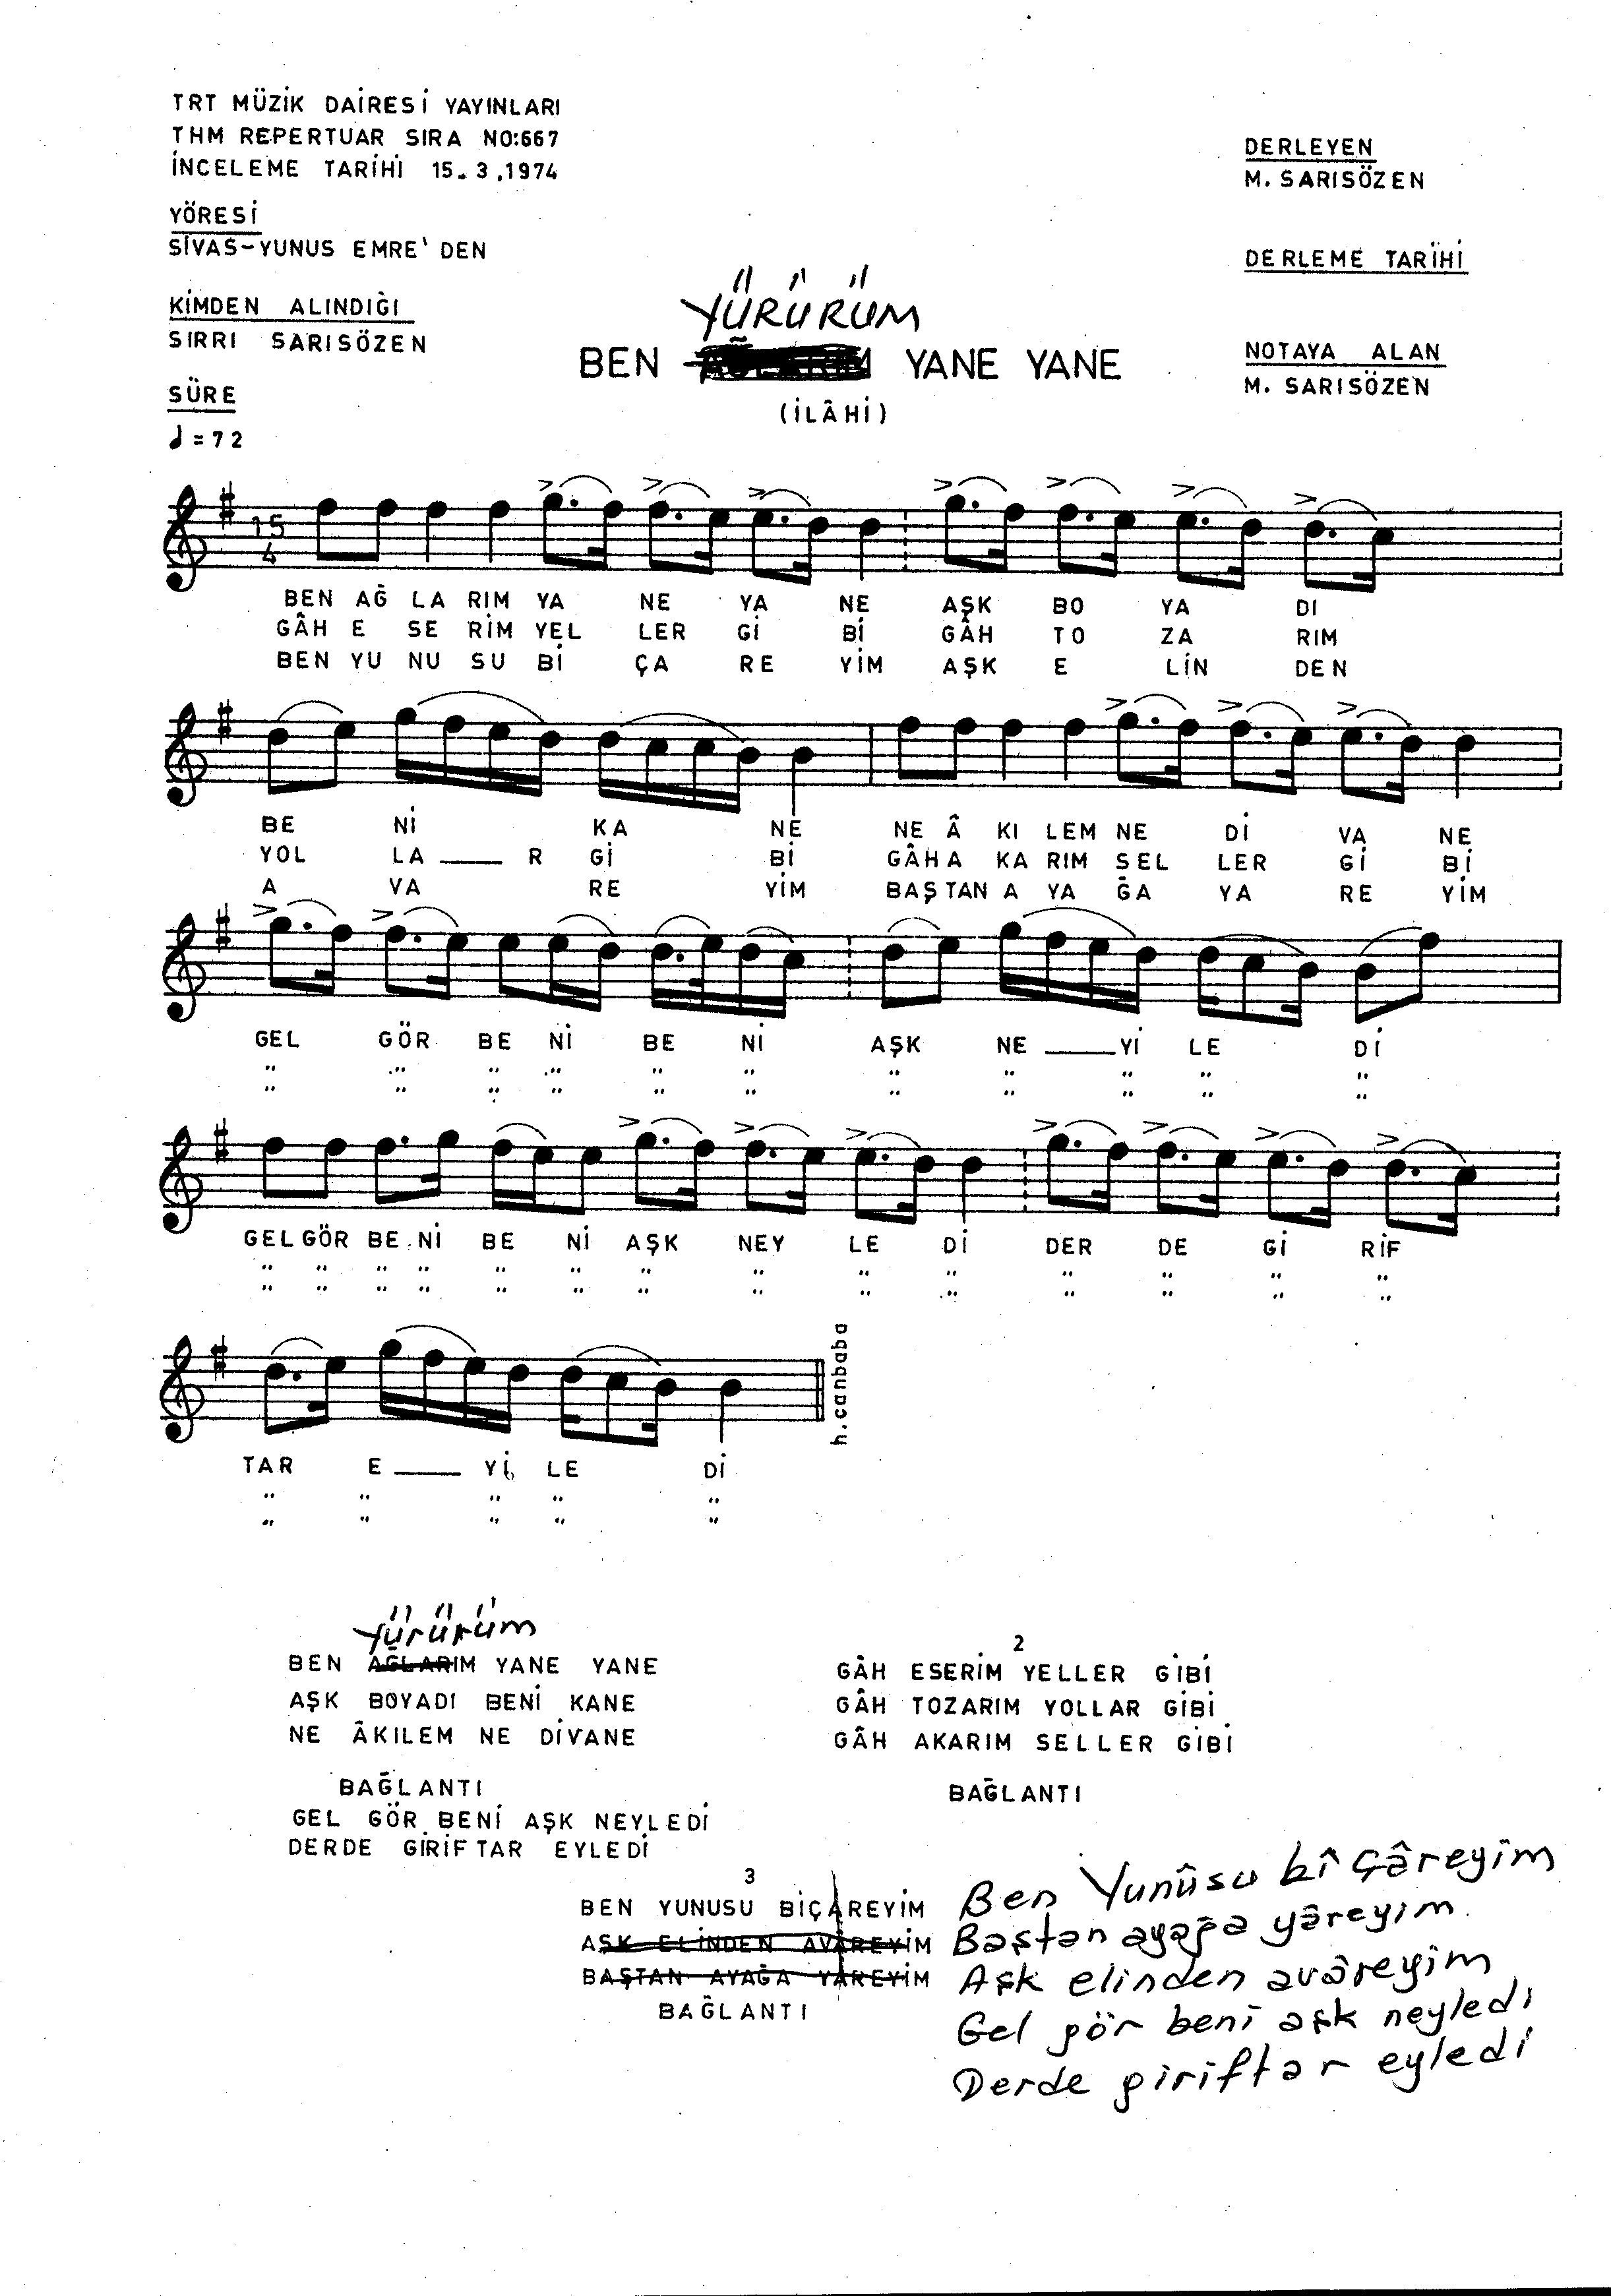 TRT MÜZİK DAİRESİ YAYINLARI
THM REPERTUAR SIRA NO:667
İNCELEME TARİHİ 15.3.1974
DERLEYEN
M. SARISÖZEN
YÖRESİ
SİVAS-YUNUS EMRE'DEN
DERLEME TARİHİ
KİMDEN ALINDIĞI
SIRRI SARISÖZEN
NOTAYA ALAN
M. SARISÖZEN
SÜRE
♩=72
YÜRÜRÜM
BEN AĞLARIM YANE YANE
(İLÂHİ)
15
4
BEN AĞ LA RIM YA NE YA NE AŞK BO YA DI
GÂH E SE RİM YEL LER Gİ Bİ GÂH TO ZA RIM
BEN YU NU SU Bİ ÇA RE YİM AŞK E LİN DEN
BE Nİ KA NE NE Â KI LEM NE Dİ VA NE
YOL LA____R Gİ Bİ GÂH A KA RIM SEL LER Gİ Bİ
A VA RE YİM BAŞ TAN A YA ĞA YA RE YİM
GEL GÖR BE Nİ BE Nİ AŞK NE____Yİ LE Dİ
" " " " " " " " " " "
" " " " " " " " " " "
GEL GÖR BE Nİ BE Nİ AŞK NEY LE Dİ DER DE Gİ RİF
" " " " " " " " " " " " " "
" " " " " " " " " " " " " "
TAR E____Yİ LE Dİ
" " " " "
" " " " "
h.canbaba
Yürürüm
BEN AĞLARIM YANE YANE
AŞK BOYADI BENİ KANE
NE ÂKILEM NE DİVANE
BAĞLANTI
GEL GÖR BENİ AŞK NEYLEDİ
DERDE GİRİFTAR EYLEDİ
2
GÂH ESERİM YELLER GİBİ
GÂH TOZARIM YOLLAR GİBİ
GÂH AKARIM SELLER GİBİ
BAĞLANTI
3
BEN YUNUSU BİÇAREYİM
AŞK ELİNDEN AVAREYİM
BAŞTAN AYAĞA YAREYİM
BAĞLANTI
Ben Yunûsu bî çâreyim
Baştan ayağa yâreyim
Aşk elinden avâreyim
Gel gör beni aşk neyledi
Derde giriftar eyledi